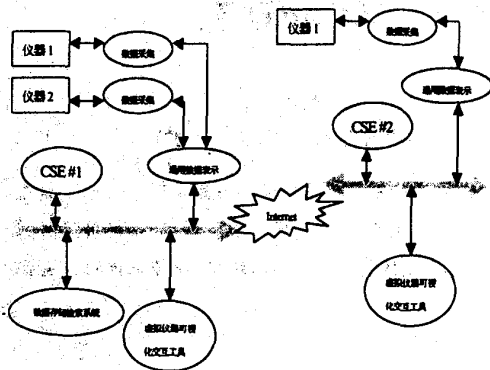 仪器 1
数据采集
仪器 2
数据采集
通用数据表示
CSE #1
Internet
数据存储检索系统
虚拟仪器可视
化交互工具
仪器 1
数据采集
通用数据表示
CSE #2
虚拟仪器可视
化交互工具